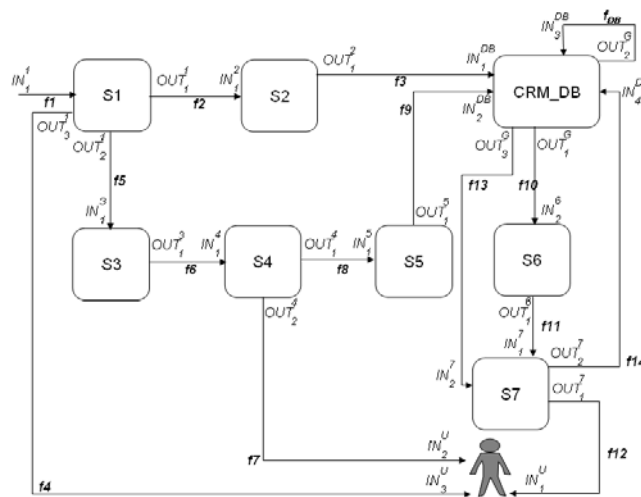 f_DB
IN_3^DB
OUT_2^G
IN_1^1
f1
S1
OUT_1^1
f2
IN_1^2
S2
OUT_1^2
f3
IN_1^DB
f9
IN_2^DB
CRM_DB
IN_4^D
OUT_3^1
OUT_2^1
f5
OUT_3^G
OUT_1^G
f13
f10
IN_1^3
S3
OUT_1^3
f6
IN_1^4
S4
OUT_1^4
f8
IN_1^5
S5
OUT_1^5
IN_2^6
S6
OUT_2^4
OUT_1^6
f11
IN_1^7
OUT_2^7
f14
IN_2^7
S7
OUT_1^7
f7
IN_2^U
f12
f4
IN_3^U
IN_1^U